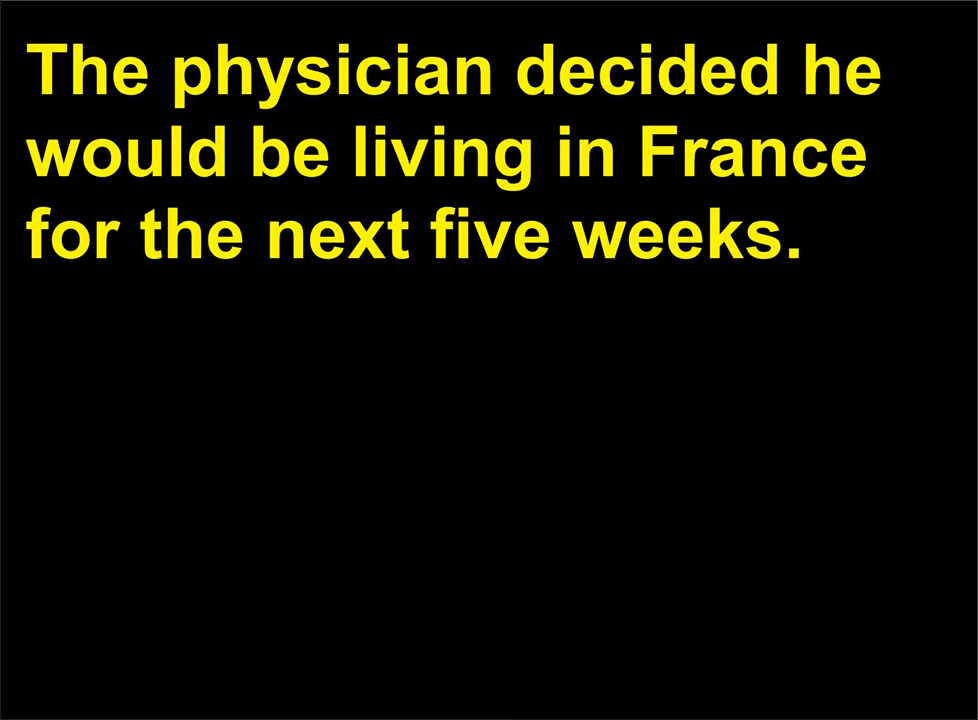 The physician decided he
would be living in France
for the next five weeks.